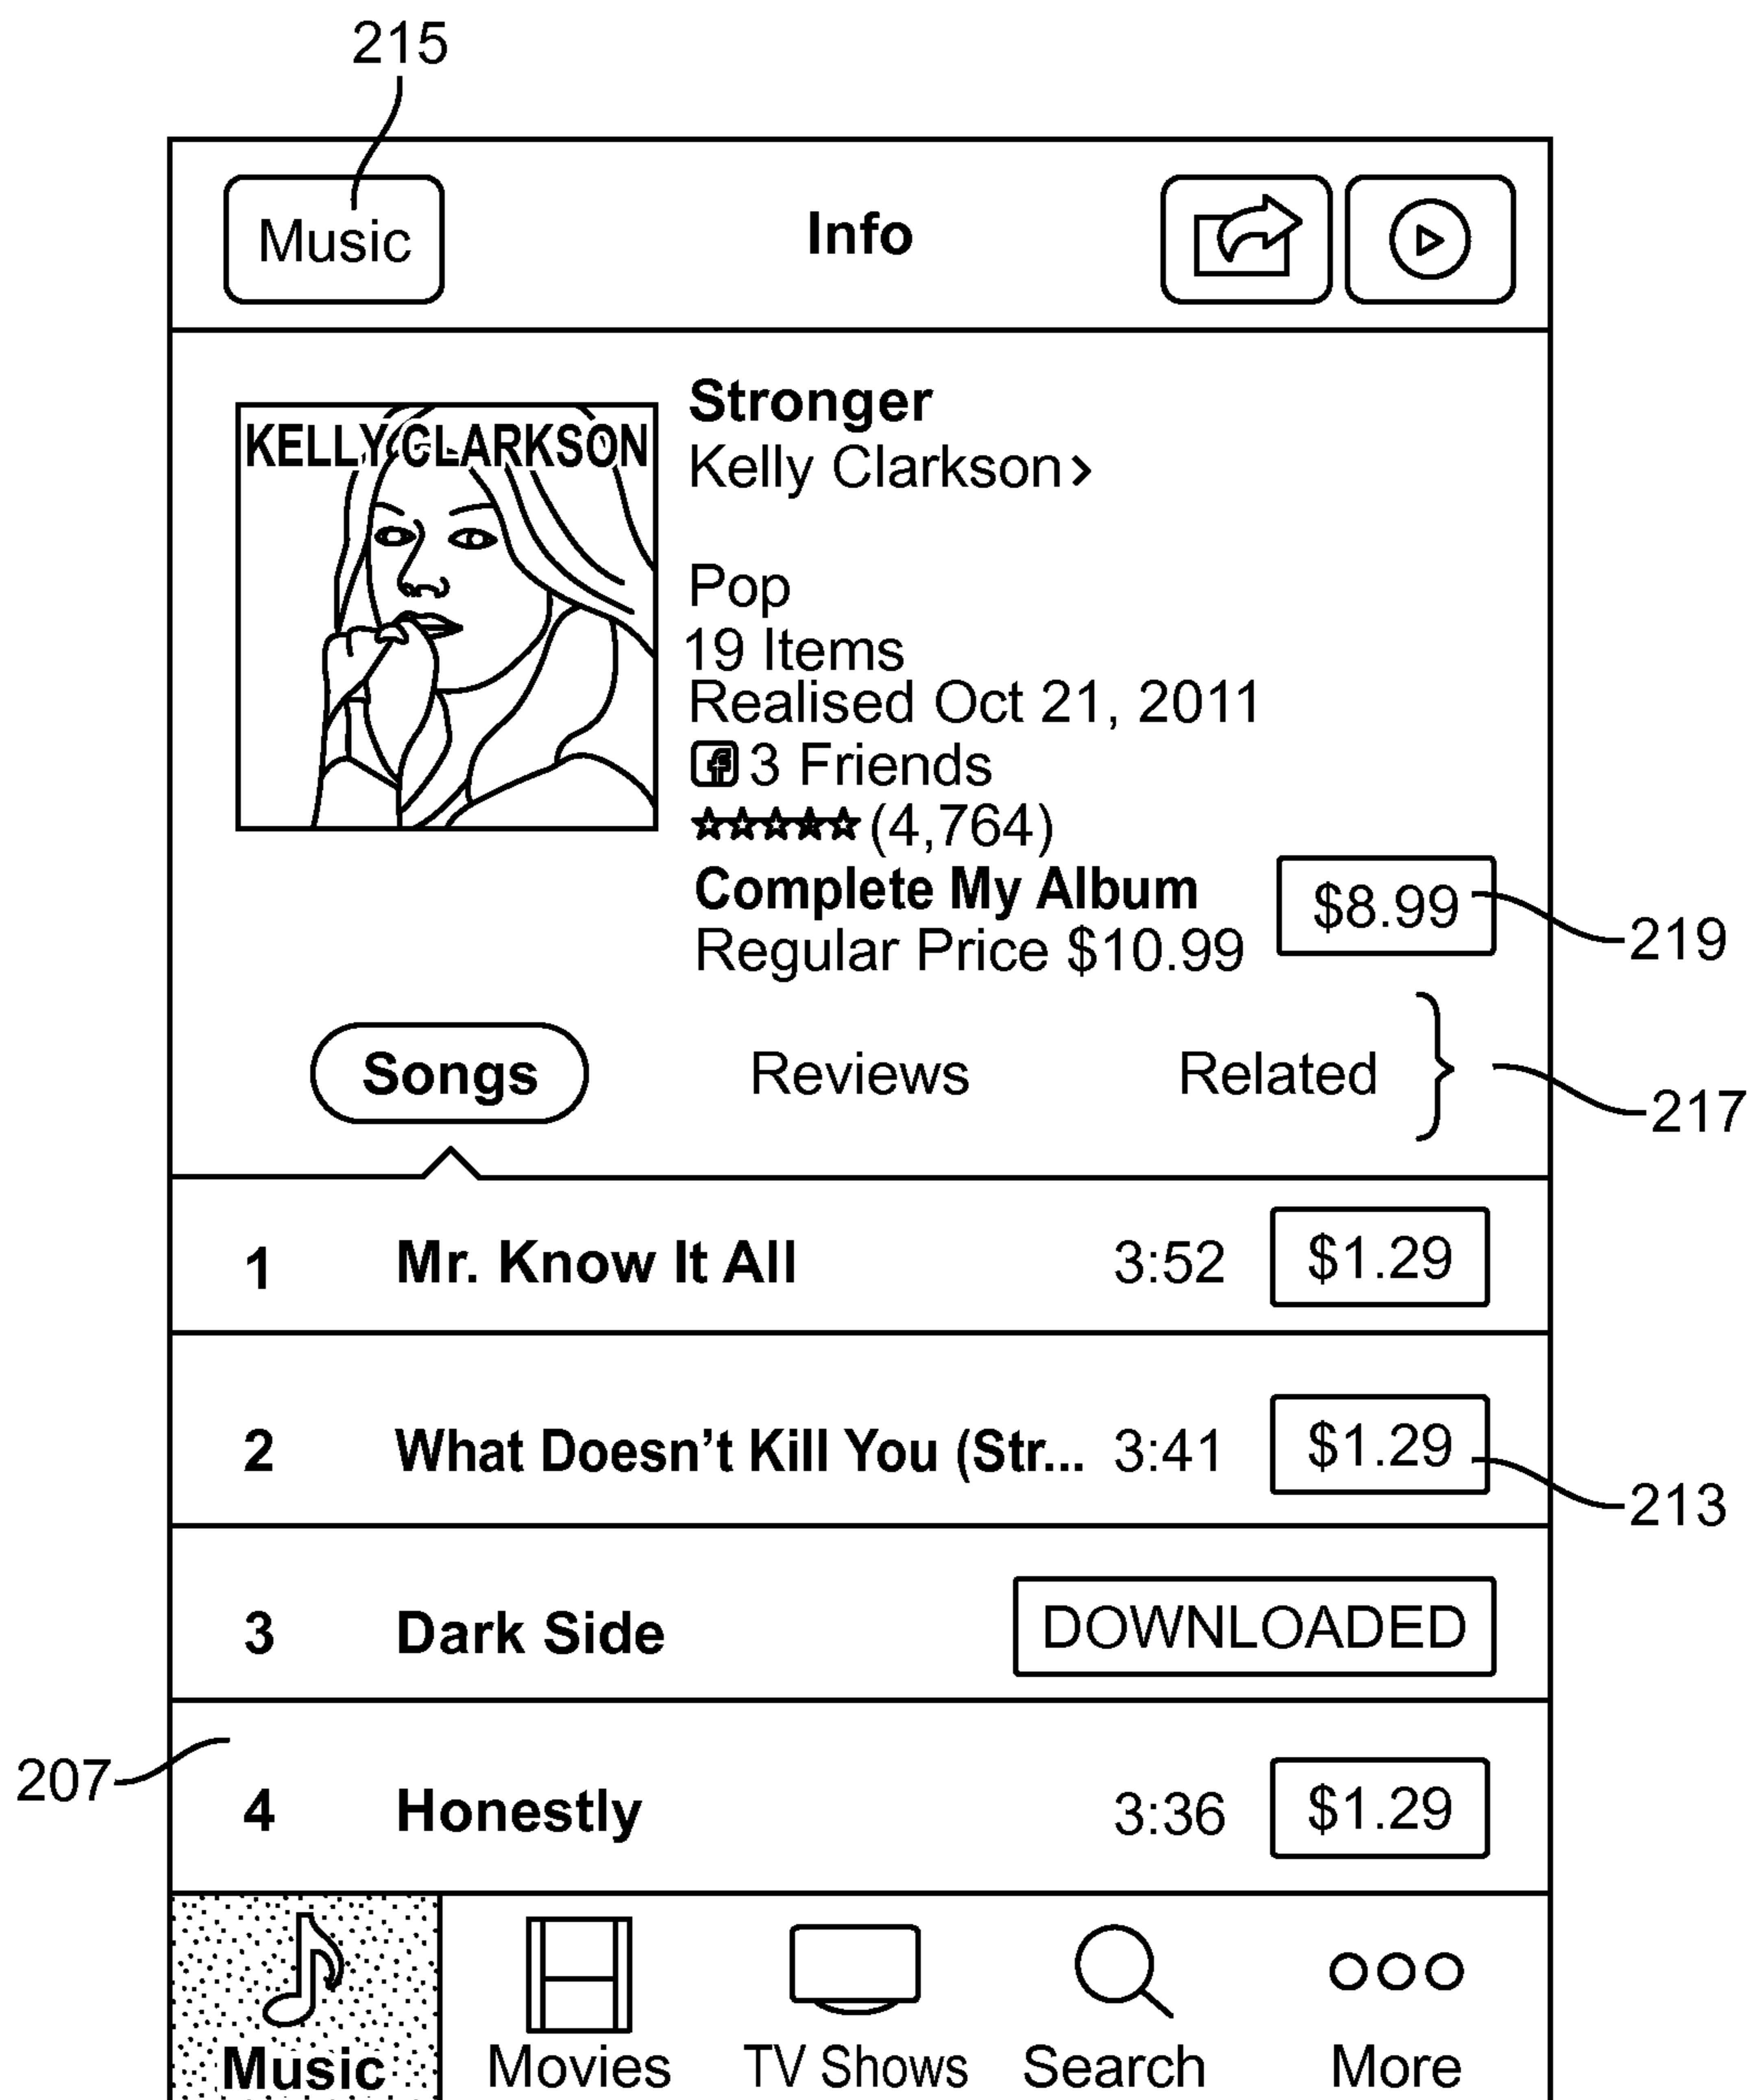 215
Music
Info
KELLY CLARKSON
Stronger
Kelly Clarkson>
Pop
19 Items
Realised Oct 21, 2011
f 3 Friends
(4,764)
Complete My Album
Regular Price $10.99
$8.99
219
Songs Reviews Related
217
1 Mr. Know It All 3:52 $1.29
2 What Doesn't Kill You (Str... 3:41 $1.29
213
3 Dark Side DOWNLOADED
207
4 Honestly 3:36 $1.29
Music Movies TV Shows Search More